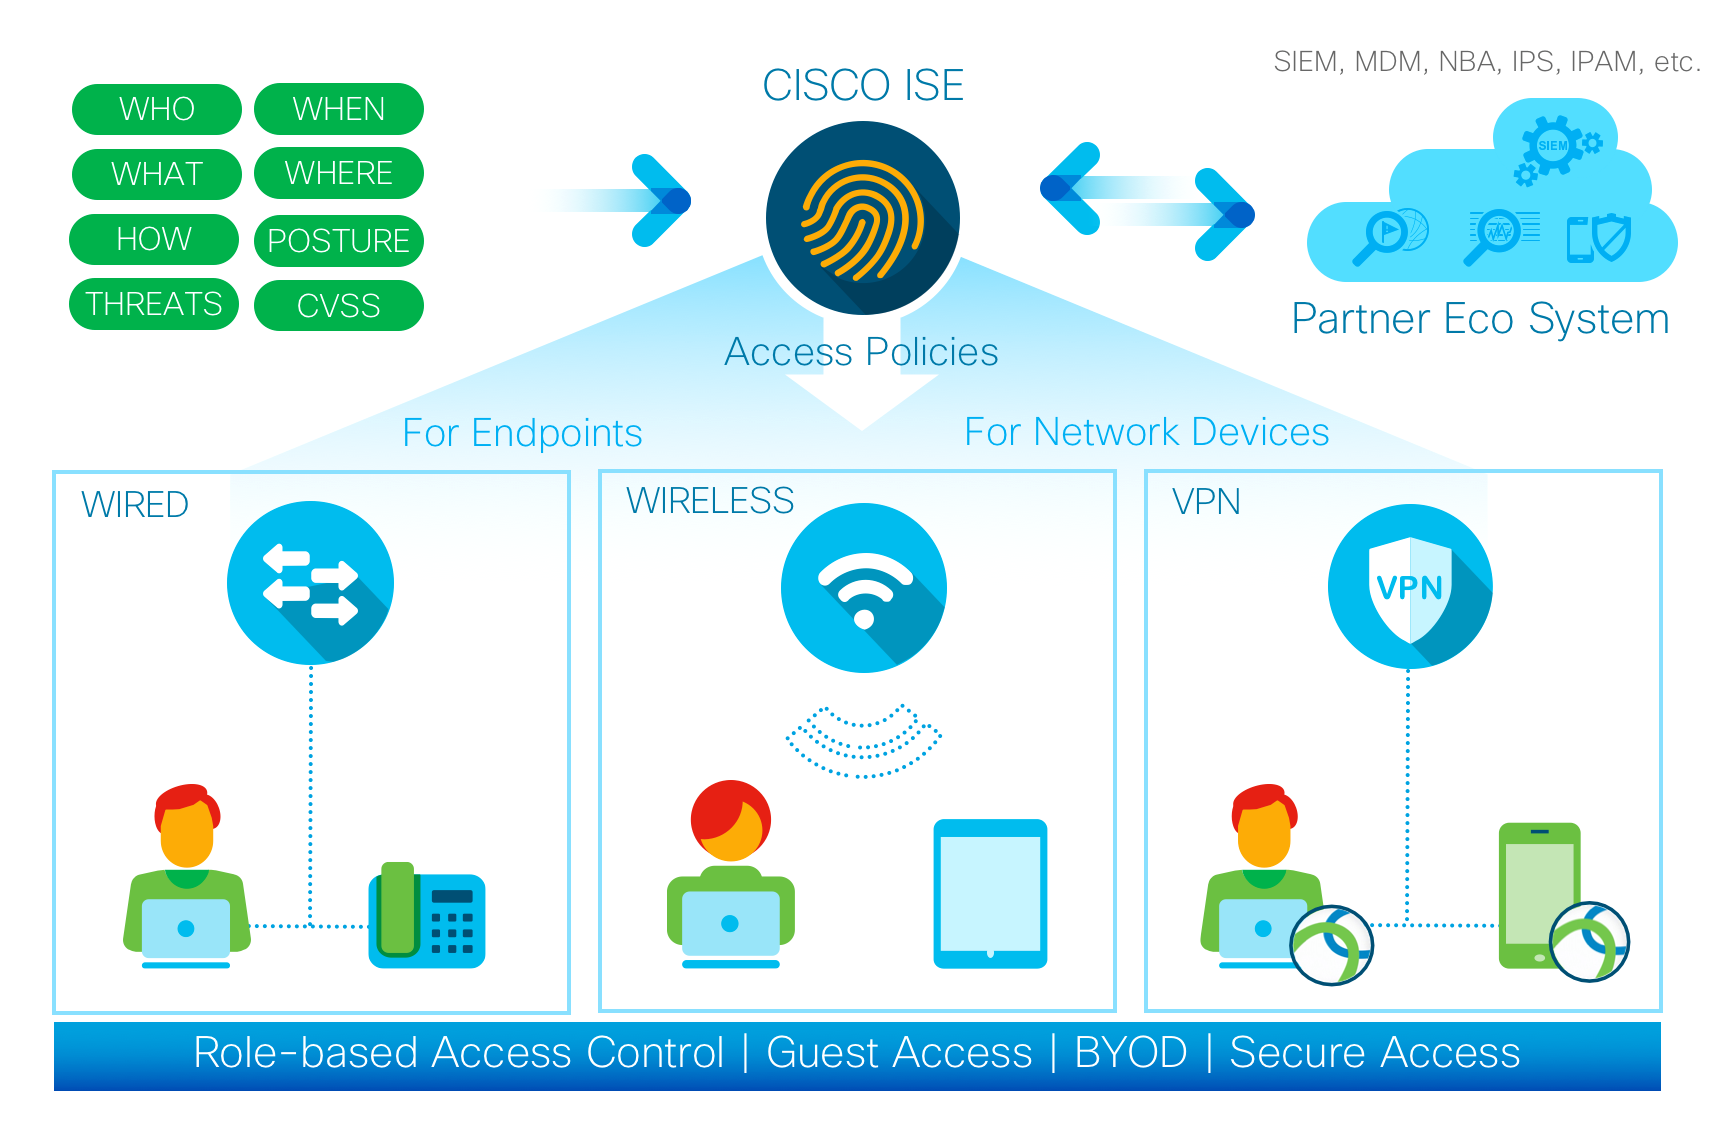 CISCO ISE
SIEM, MDM, NBA, IPS, IPAM, etc.
WHO
WHEN
WHAT
WHERE
HOW
POSTURE
THREATS
CVSS
SIEM
Partner Eco System
Access Policies
For Endpoints
For Network Devices
WIRED
WIRELESS
VPN
VPN
Role-based Access Control | Guest Access | BYOD | Secure Access